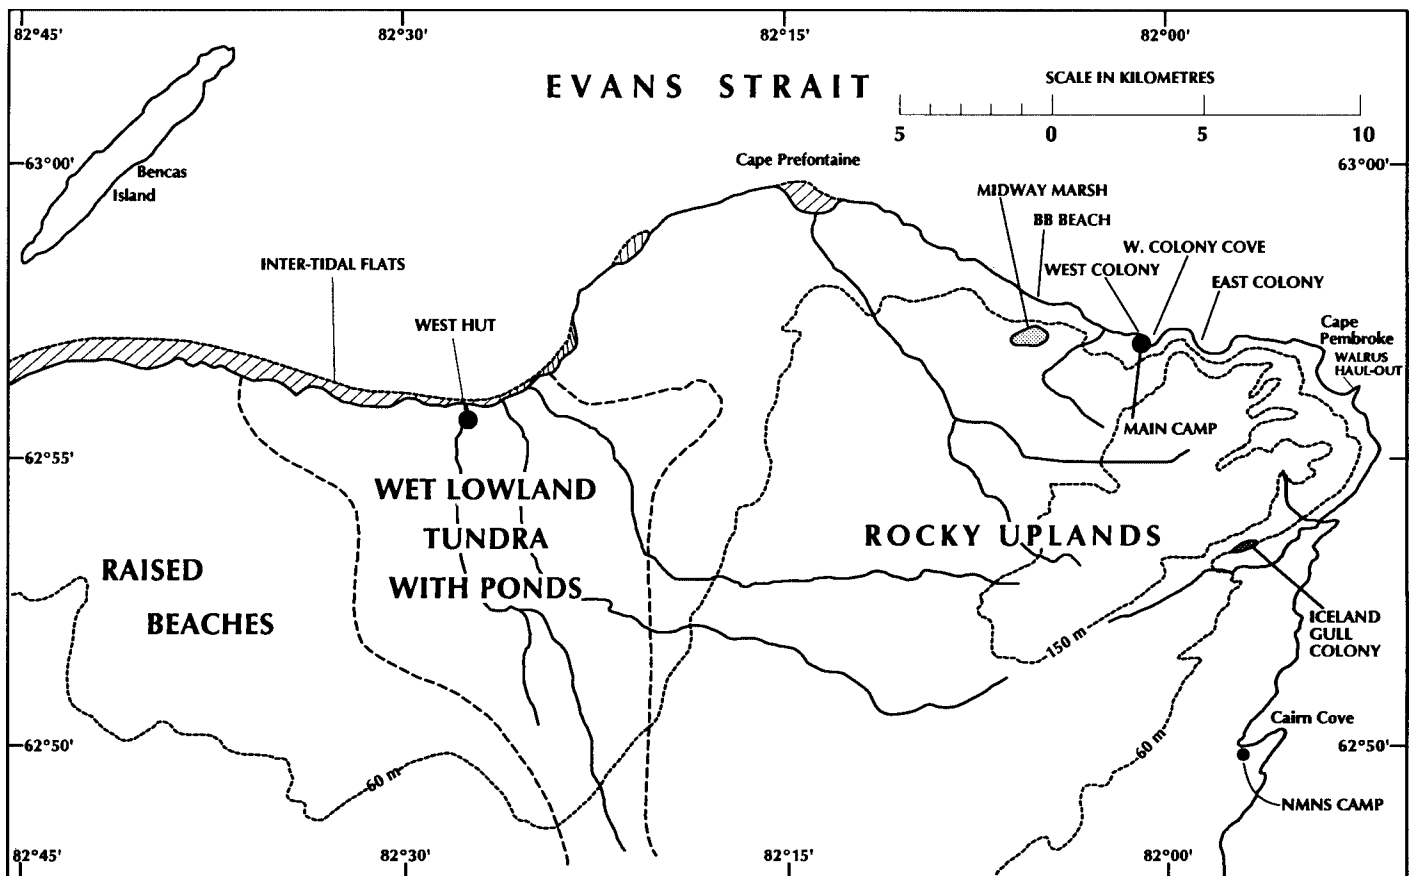 82°45'
82°30'
82°15'
82°00'
EVANS STRAIT
SCALE IN KILOMETRES
5
0
5
10
63°00'
63°00'
Cape Prefontaine
Bencas
Island
MIDWAY MARSH
BB BEACH
W. COLONY COVE
WEST COLONY
EAST COLONY
INTER-TIDAL FLATS
WEST HUT
Cape
Pembroke
WALRUS
HAUL-OUT
MAIN CAMP
62°55'
62°55'
WET LOWLAND
TUNDRA
WITH PONDS
ROCKY UPLANDS
RAISED
BEACHES
ICELAND
GULL
COLONY
150 m
Cairn Cove
62°50'
62°50'
60 m
60 m
NMNS CAMP
82°45'
82°30'
82°15'
82°00'